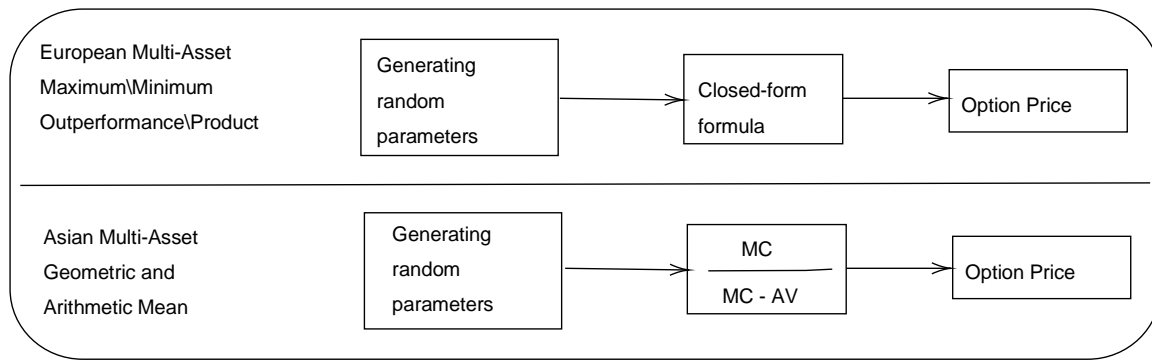 European Multi-Asset
Maximum\Minimum
Outperformance\Product
Generating
random
parameters
Closed-form
formula
Option Price
Asian Multi-Asset
Geometric and
Arithmetic Mean
Generating
random
parameters
MC
MC - AV
Option Price